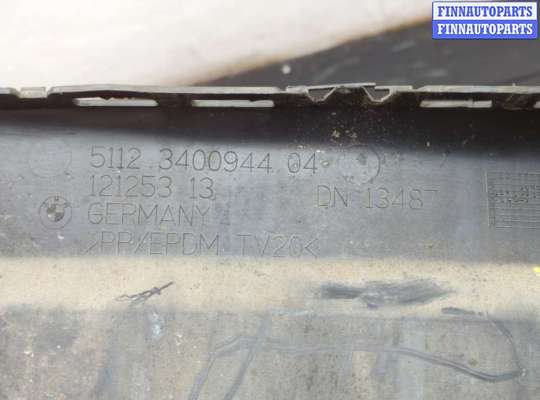 FINNAUTOPARTS
FINNAUTOPARTS
5112 3400944 04
121253 13
DN 13487
GERMANY
>PP/EPDM TV20<